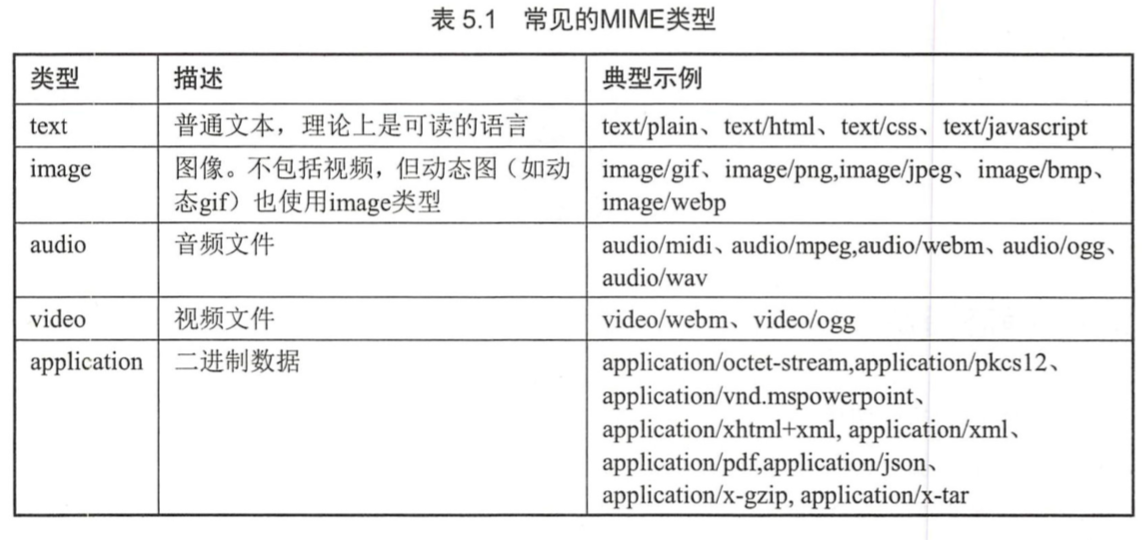 表 5.1 常见的MIME类型
类型 描述 典型示例
text 普通文本，理论上是可读的语言 text/plain、text/html、text/css、text/javascript
image 图像。不包括视频，但动态图（如动 image/gif、image/png,image/jpeg、image/bmp、
态gif）也使用image类型 image/webp
audio 音频文件 audio/midi、audio/mpeg,audio/webm、audio/ogg、
audio/wav
video 视频文件 video/webm、video/ogg
application 二进制数据 application/octet-stream,application/pkcs12、
application/vnd.mspowerpoint、
application/xhtml+xml, application/xml、
application/pdf,application/json、
application/x-gzip, application/x-tar